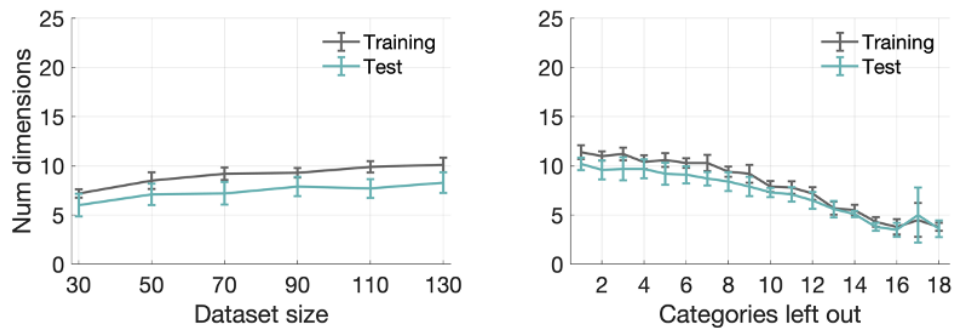 Num dimensions
25
20
15
10
5
0
Training
Test
30 50 70 90 110 130
Dataset size
25
20
15
10
5
0
Training
Test
2 4 6 8 10 12 14 16 18
Categories left out